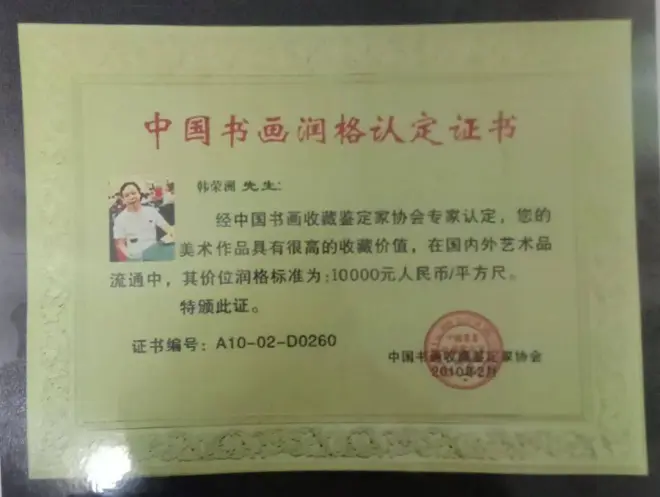 中国书画润格认定证书
韩荣洲 先生:
经中国书画收藏鉴定家协会专家认定，您的
美术作品具有很高的收藏价值，在国内外艺术品
流通中，其价位润格标准为:10000元人民币/平方尺。
特颁此证。
证书编号: A10-02-D0260
中国书画收藏鉴定家协会
2010年2月